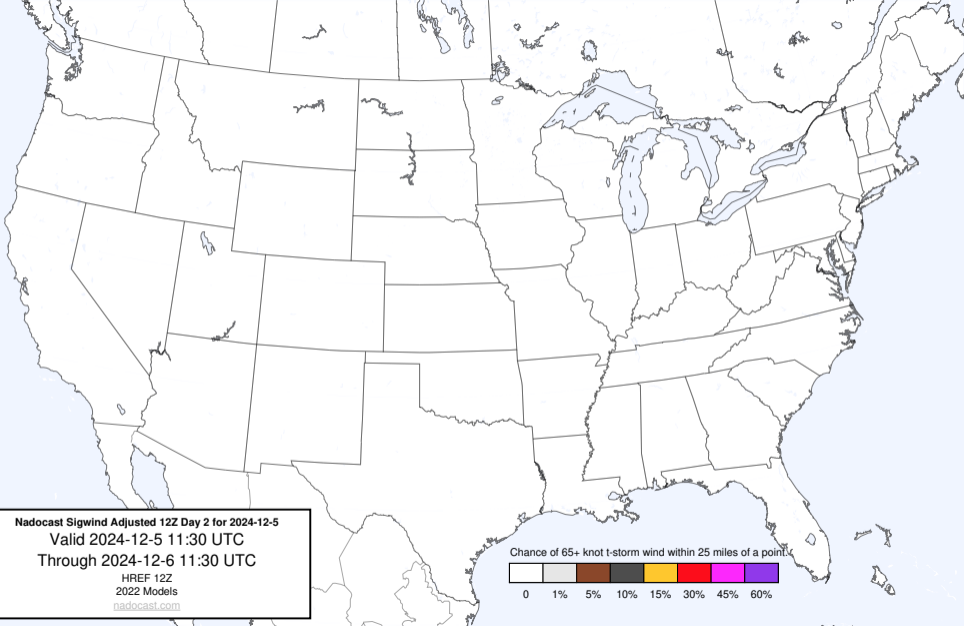 Nadocast Sigwind Adjusted 12Z Day 2 for 2024-12-5
Valid 2024-12-5 11:30 UTC
Through 2024-12-6 11:30 UTC
HREF 12Z
2022 Models
nadocast.com
Chance of 65+ knot t-storm wind within 25 miles of a point.
0 1% 5% 10% 15% 30% 45% 60%